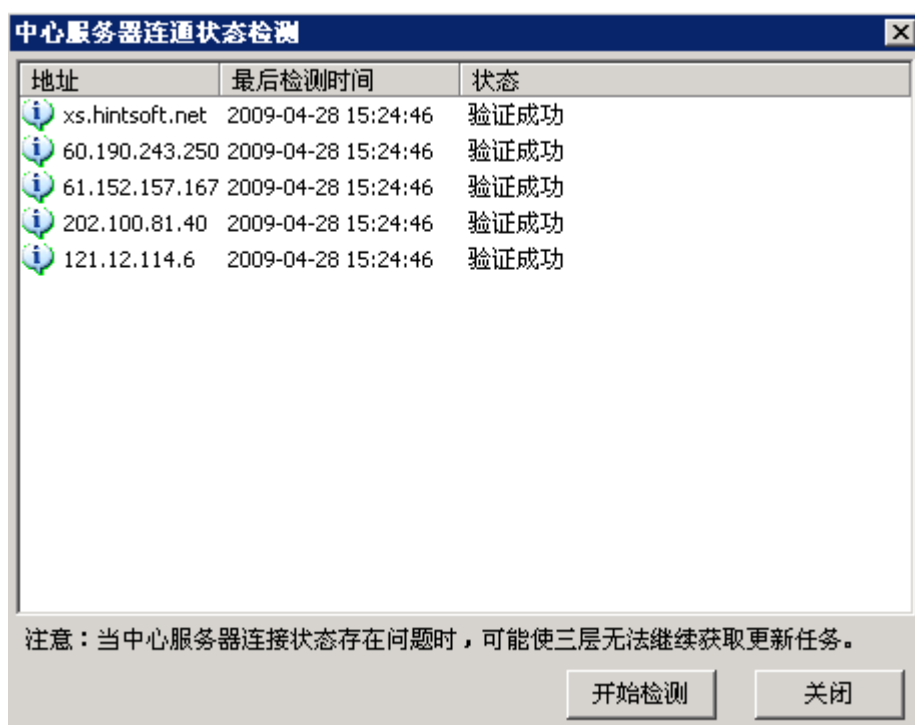 中心服务器连通状态检测
地址 最后检测时间 状态
xs.hintsoft.net 2009-04-28 15:24:46 验证成功
60.190.243.250 2009-04-28 15:24:46 验证成功
61.152.157.167 2009-04-28 15:24:46 验证成功
202.100.81.40 2009-04-28 15:24:46 验证成功
121.12.114.6 2009-04-28 15:24:46 验证成功
注意：当中心服务器连接状态存在问题时，可能使三层无法继续获取更新任务。
开始检测 关闭